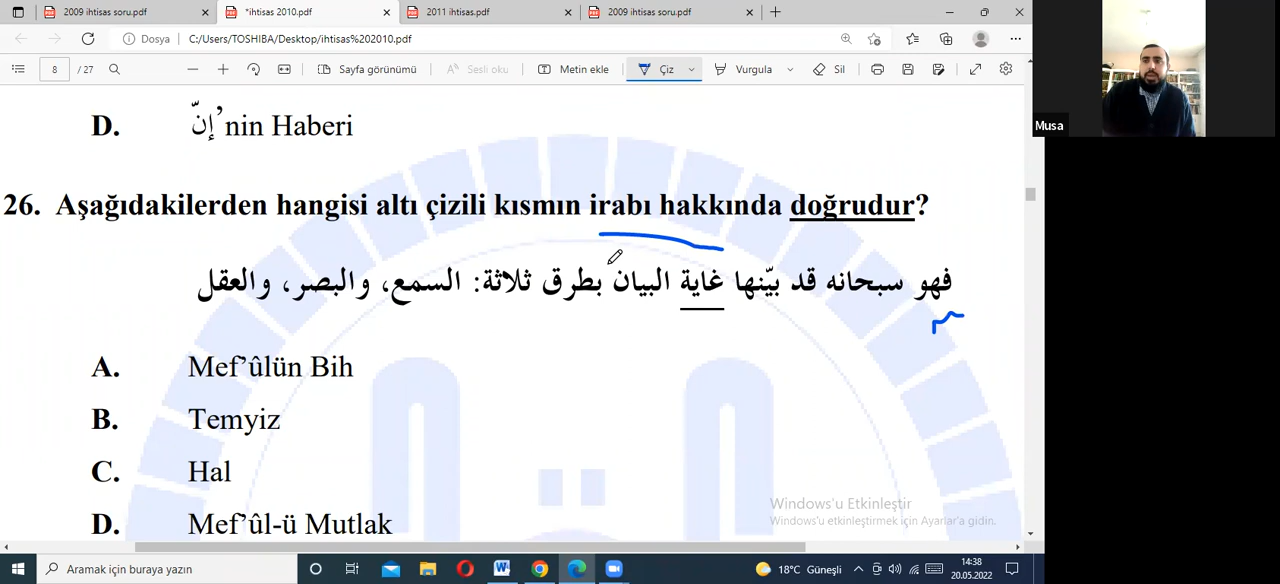 2009 ihtisas soru.pdf
*ihtisas 2010.pdf
2011 ihtisas.pdf
2009 ihtisas soru.pdf
Dosya
C:/Users/TOSHIBA/Desktop/ihtisas%202010.pdf
8 / 27
Sayfa görünümü
Sesli oku
Metin ekle
Çiz
Vurgula
Sil
Musa
D. إنّ’nin Haberi
26. Aşağıdakilerden hangisi altı çizili kısmın irabı hakkında doğrudur?
فهو سبحانه قد بيّنها غاية البيان بطرق ثلاثة: السمع، والبصر، والعقل
A. Mef’ûlün Bih
B. Temyiz
C. Hal
D. Mef’ûl-ü Mutlak
Windows'u Etkinleştir
Windows'u etkinleştirmek için Ayarlar'a gidin.
Aramak için buraya yazın
18°C Güneşli
14:38
20.05.2022